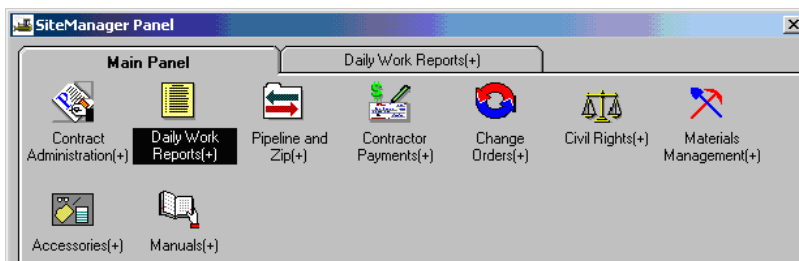 SiteManager Panel
Main Panel
Daily Work Reports(+)
Contract
Administration(+)
Daily Work
Reports(+)
Pipeline and
Zip(+)
Contractor
Payments(+)
Change
Orders(+)
Civil Rights(+)
Materials
Management(+)
Accessories(+)
Manuals(+)